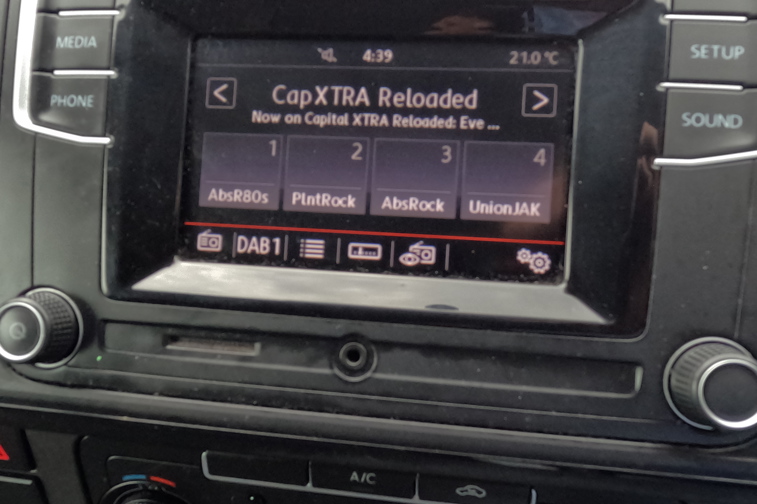 MEDIA
PHONE
SETUP
SOUND
4:39
21.0 °C
< CapXTRA Reloaded >
Now on Capital XTRA Reloaded: Eve ...
1 2 3 4
AbsR80s PlntRock AbsRock UnionJAK
DAB1
A/C